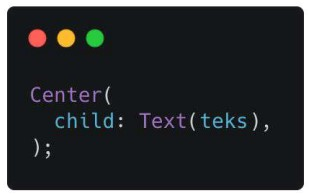 Center(
  child: Text(teks),
);